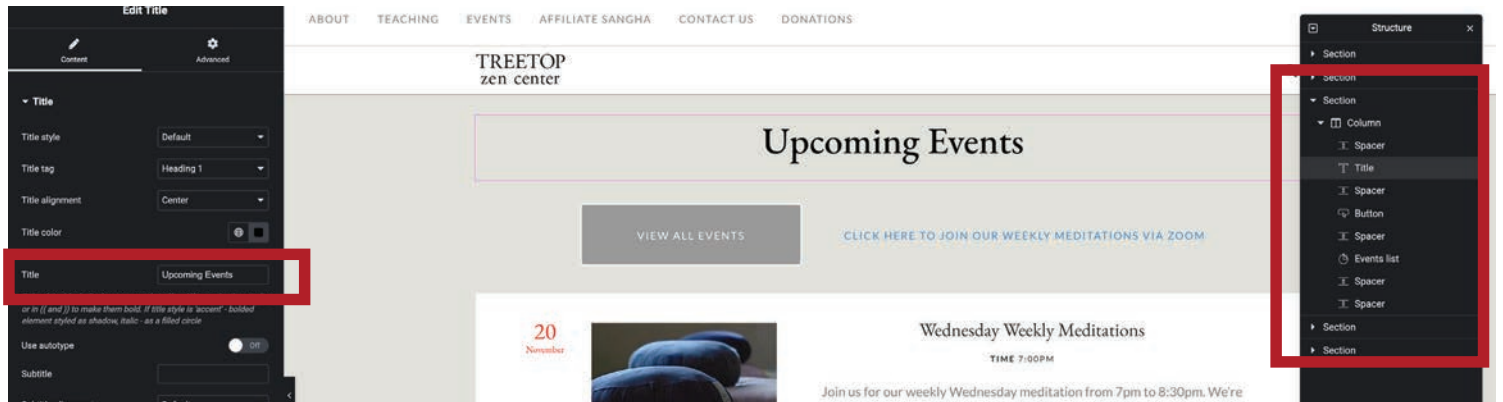 Edit Title
Content
Advanced
Title
Title style
Default
Title tag
Heading 1
Title alignment
Center
Title color
Title
Upcoming Events
or in (( and )) to make them bold. If title style is 'accent' - bolded
element styled as shadow, italic - as a filled circle
Use autotype
Off
Subtitle
ABOUT TEACHING EVENTS AFFILIATE SANGHA CONTACT US DONATIONS
TREETOP
zen center
Upcoming Events
VIEW ALL EVENTS
CLICK HERE TO JOIN OUR WEEKLY MEDITATIONS VIA ZOOM
20
November
Wednesday Weekly Meditations
TIME 7:00PM
Join us for our weekly Wednesday meditation from 7pm to 8:30pm. We're
Structure
Section
Section
Section
Column
Spacer
Title
Spacer
Button
Spacer
Events list
Spacer
Spacer
Section
Section